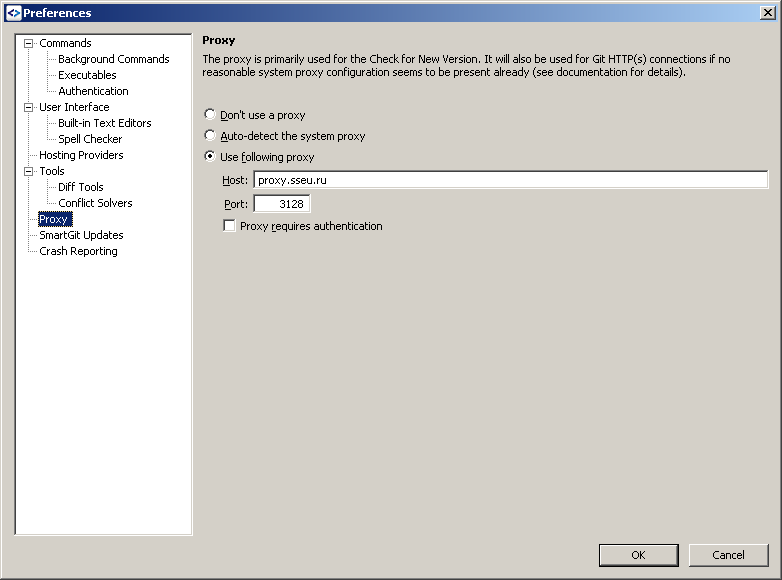 Preferences
Commands
Background Commands
Executables
Authentication
User Interface
Built-in Text Editors
Spell Checker
Hosting Providers
Tools
Diff Tools
Conflict Solvers
Proxy
SmartGit Updates
Crash Reporting
Proxy
The proxy is primarily used for the Check for New Version. It will also be used for Git HTTP(s) connections if no
reasonable system proxy configuration seems to be present already (see documentation for details).
Don't use a proxy
Auto-detect the system proxy
Use following proxy
Host: proxy.sseu.ru
Port: 3128
Proxy requires authentication
OK Cancel